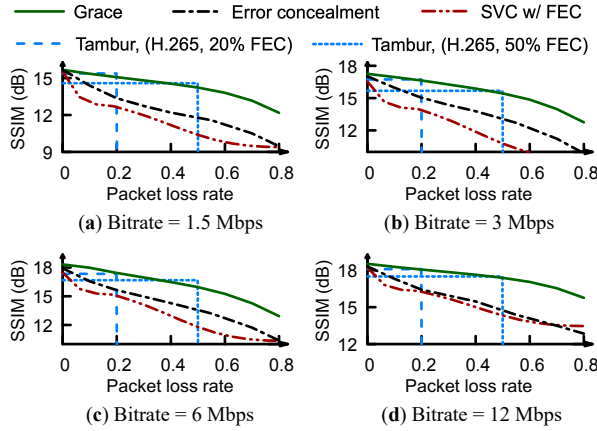 Grace
Error concealment
SVC w/ FEC
Tambur, (H.265, 20% FEC)
Tambur, (H.265, 50% FEC)
SSIM (dB)
15
12
9
0 0.2 0.4 0.6 0.8
Packet loss rate
(a) Bitrate = 1.5 Mbps
SSIM (dB)
18
15
12
0 0.2 0.4 0.6 0.8
Packet loss rate
(b) Bitrate = 3 Mbps
SSIM (dB)
18
15
12
0 0.2 0.4 0.6 0.8
Packet loss rate
(c) Bitrate = 6 Mbps
SSIM (dB)
18
15
12
0 0.2 0.4 0.6 0.8
Packet loss rate
(d) Bitrate = 12 Mbps